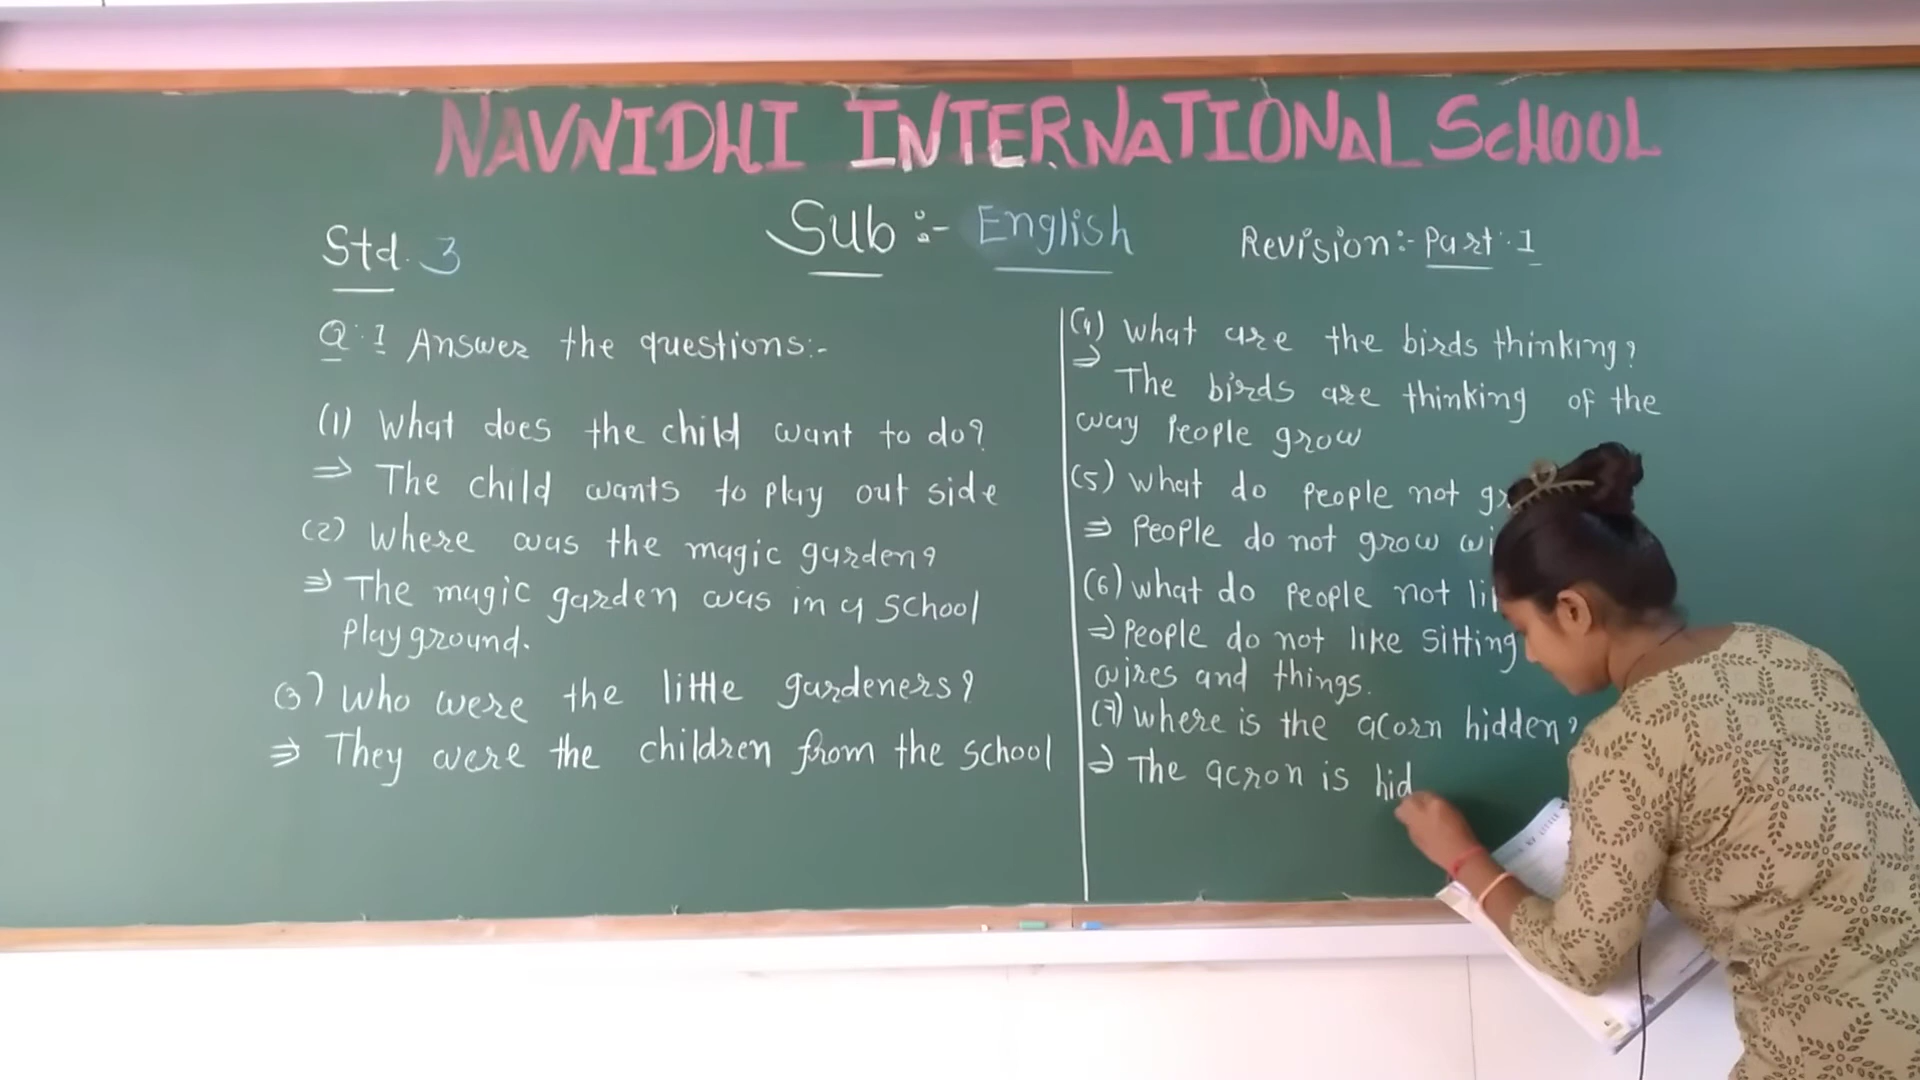 NAVNIDHI INTERNATIONAL SCHOOL
Std. 3
Sub :- English
Revision:- Part: 1
Q:1 Answer the questions:-
(1) What does the child want to do?
⇒ The child wants to play out side
(2) Where was the magic garden?
⇒ The magic garden was in a school
playground.
(3) Who were the little gardeners?
⇒ They were the children from the school
(4) What are the birds thinking?
⇒ The birds are thinking of the
way People grow
(5) What do people not
⇒ People do not grow
(6) what do people not
⇒ People do not like sitting
wires and things.
(7) where is the acorn hidden?
⇒ The acron is hid